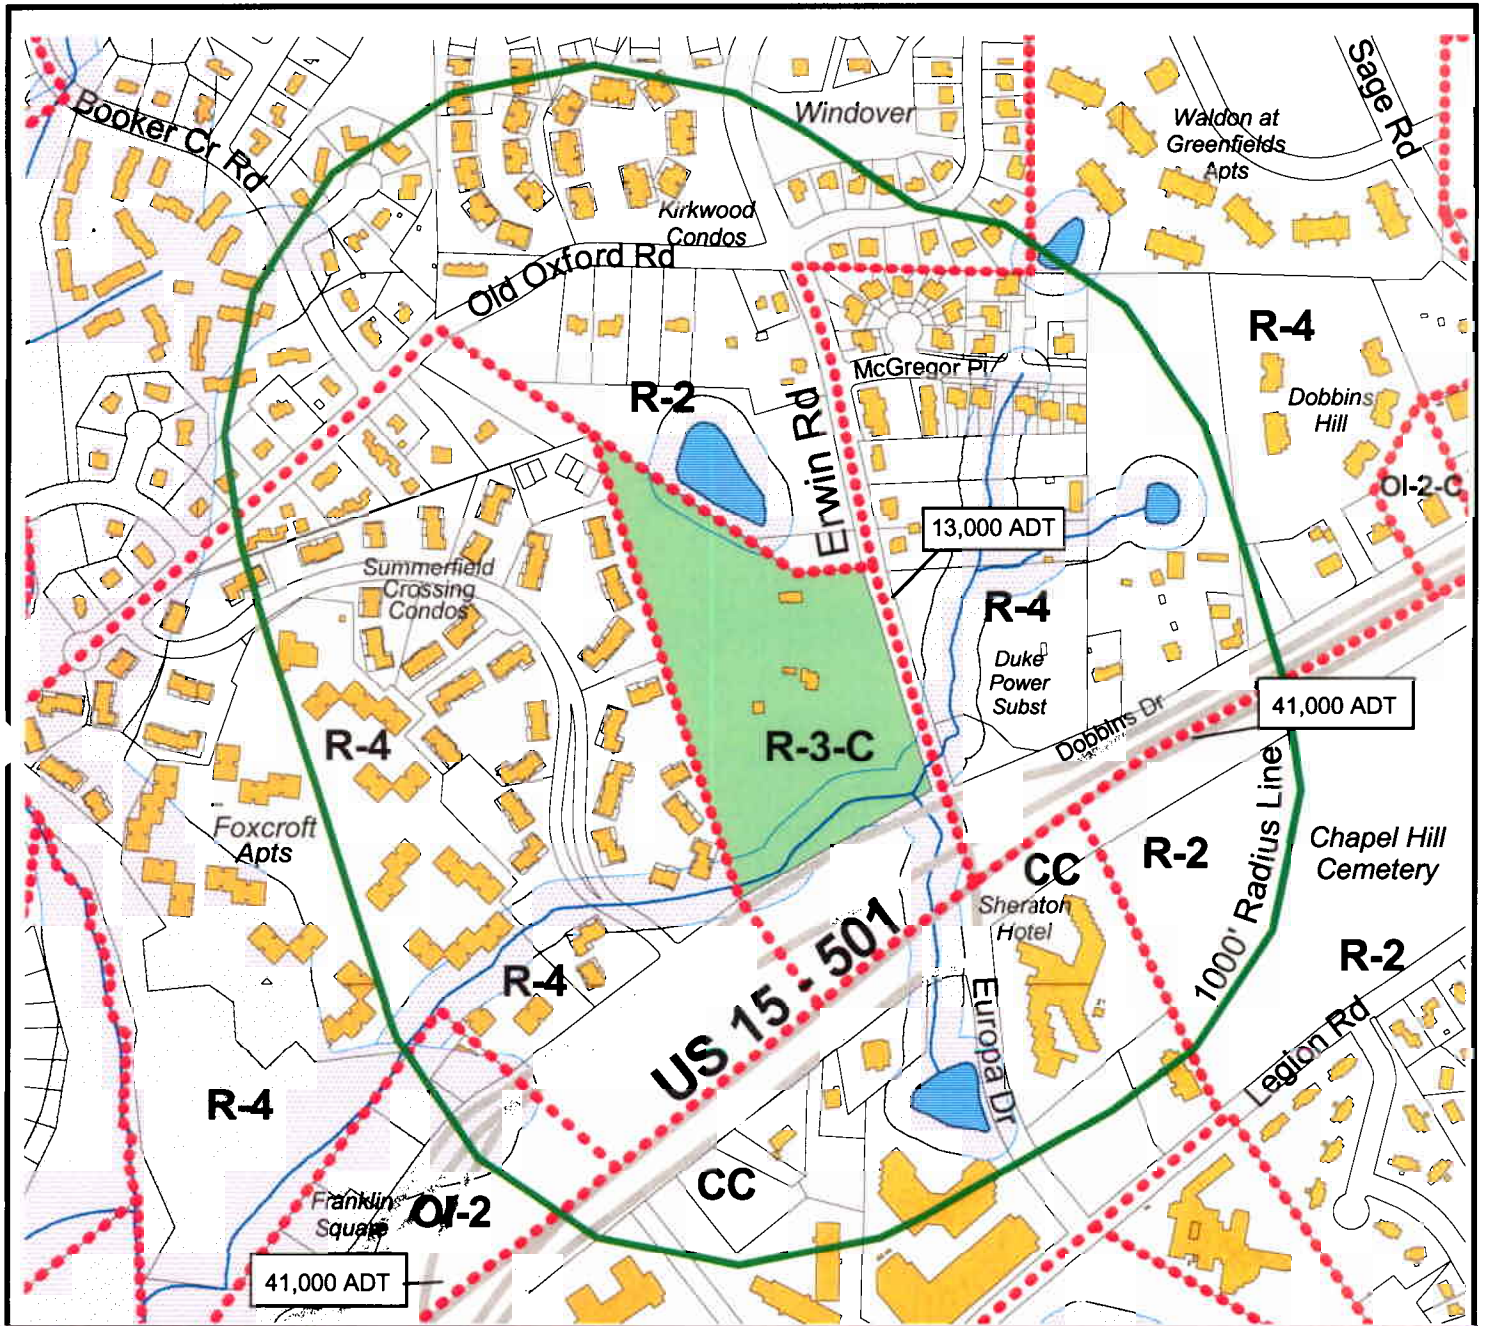 Booker Cr Rd
Windover
Sage Rd
Waldon at
Greenfields
Apts
Kirkwood
Condos
Old Oxford Rd
R-4
McGregor Pl
R-2
Dobbins
Hill
Erwin Rd
OI-2-C
13,000 ADT
Summerfield
Crossing
Condos
R-4
Duke
Power
Subst
41,000 ADT
Dobbins Dr
R-4
R-3-C
Foxcroft
Apts
1000' Radius Line
Chapel Hill
Cemetery
R-2
CC
Sheraton
Hotel
US 15 - 501
R-2
R-4
Europa Dr
Legion Rd
R-4
CC
Franklin
Square
OI-2
41,000 ADT